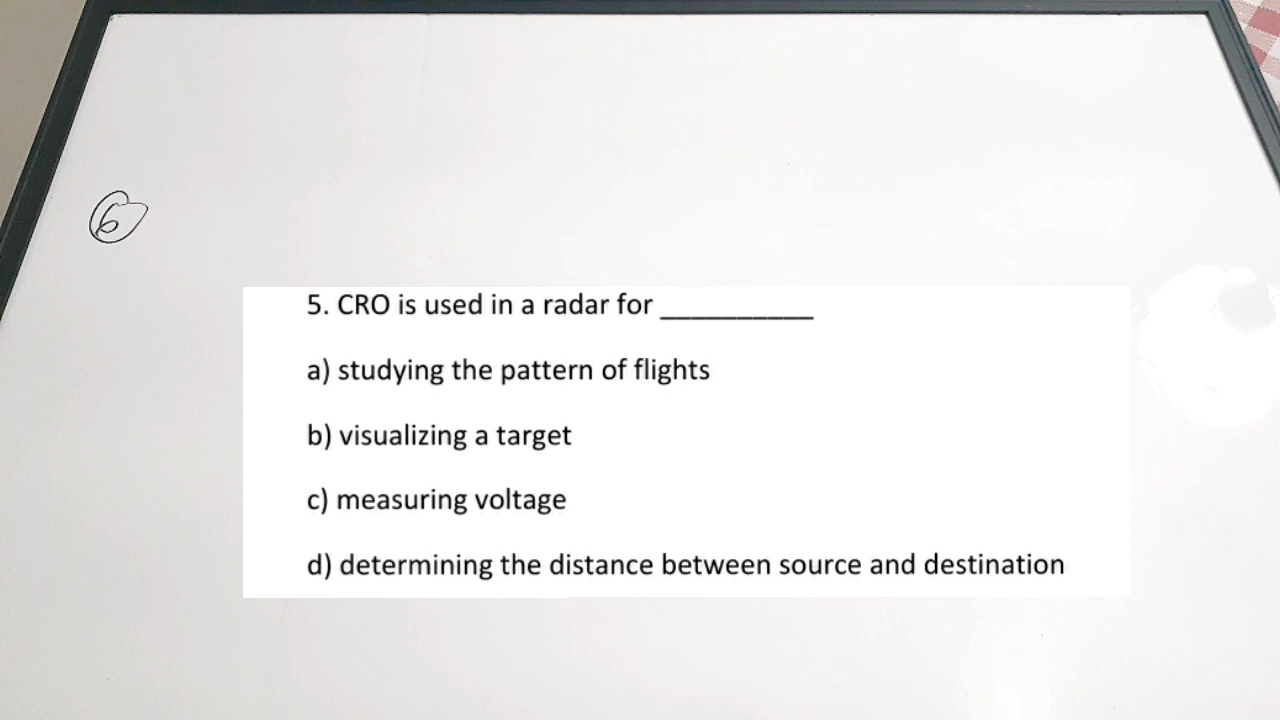 6
5. CRO is used in a radar for __________
a) studying the pattern of flights
b) visualizing a target
c) measuring voltage
d) determining the distance between source and destination